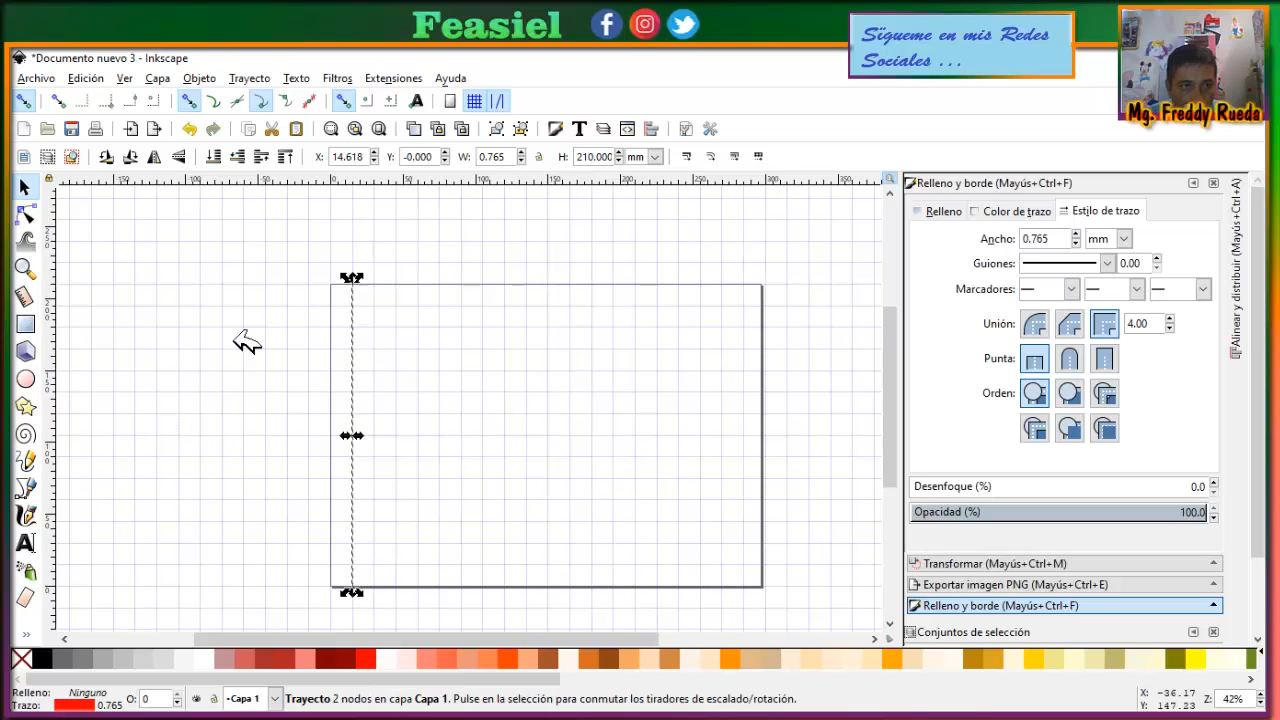 Feasiel
Sïgueme en mis Redes
Sociales ...
Mg. Freddy Rueda
*Documento nuevo 3 - Inkscape
Archivo Edición Ver Capa Objeto Trayecto Texto Filtros Extensiones Ayuda
X: 14.618 Y: -0.000 W: 0.765 H: 210.000 mm
Relleno y borde (Mayús+Ctrl+F)
Relleno Color de trazo Estilo de trazo
Ancho: 0.765 mm
Guiones: 0.00
Marcadores:
Unión: 4.00
Punta:
Orden:
Desenfoque (%) 0.0
Opacidad (%) 100.0
Transformar (Mayús+Ctrl+M)
Exportar imagen PNG (Mayús+Ctrl+E)
Relleno y borde (Mayús+Ctrl+F)
Conjuntos de selección
Alinear y distribuir (Mayús+Ctrl+A)
Relleno: Ninguno
Trazo: 0.765
O: 0
Capa 1
Trayecto 2 nodos en capa Capa 1. Pulse en la selección para conmutar los tiradores de escalado/rotación.
X: -36.17
Y: 147.23
Z: 42%